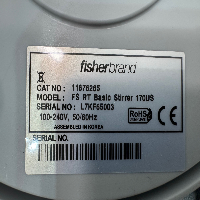 fisherbrand
CAT NO : 11676265
MODEL : FS RT Basic Stirrer 170US
SERIAL NO : L7KF65003
100-240V, 50/60Hz
ASSEMBLED IN KOREA
RoHS
SERIAL NO.